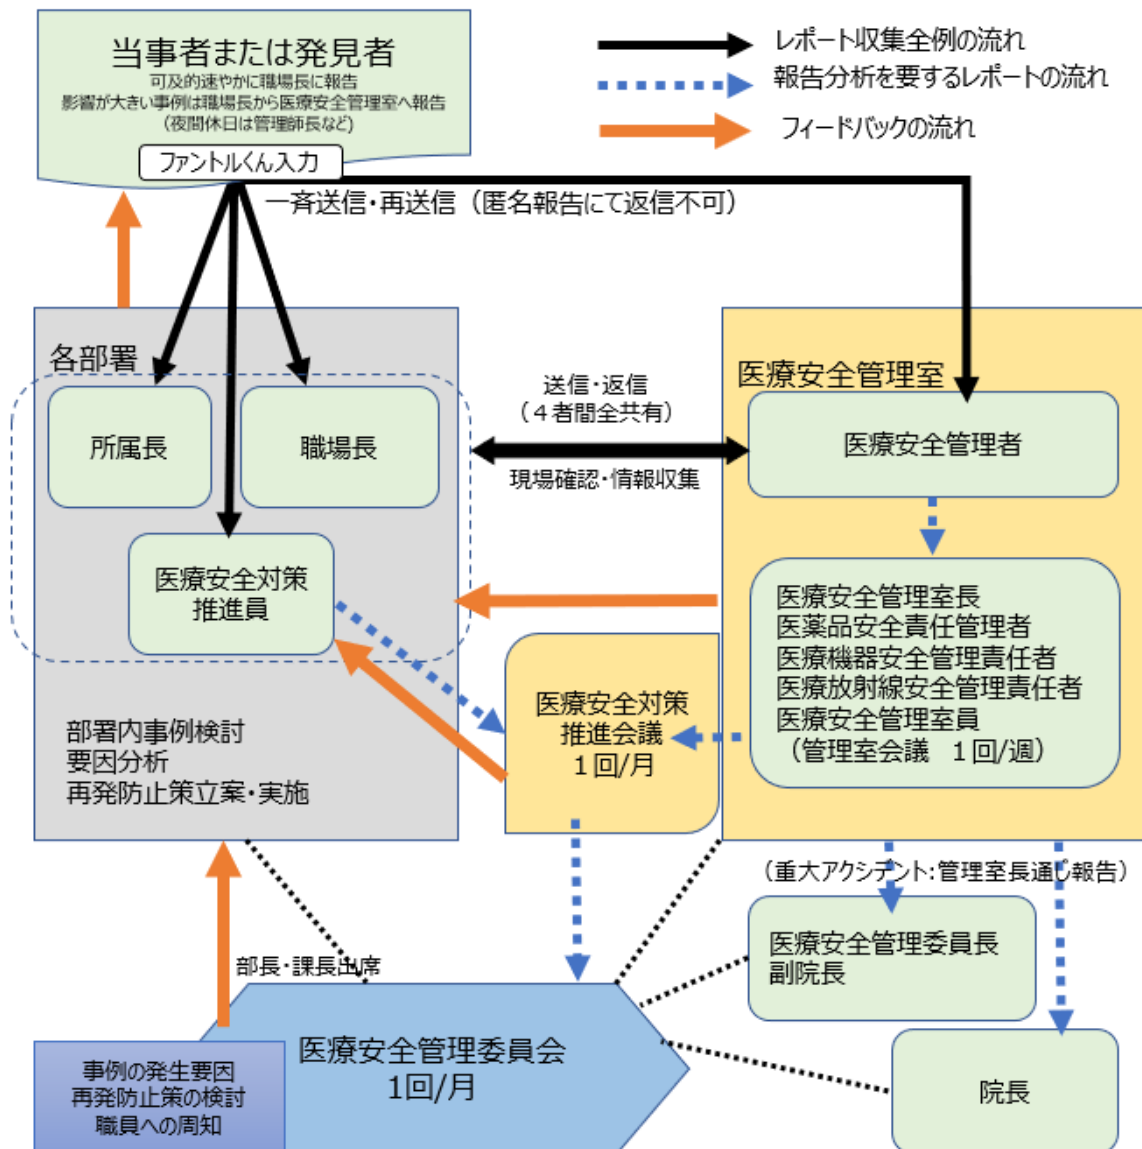 当事者または発見者
可及的速やかに職場長に報告
影響が大きい事例は職場長から医療安全管理室へ報告
（夜間休日は管理師長など）
ファントルくん入力
レポート収集全例の流れ
報告分析を要するレポートの流れ
フィードバックの流れ
一斉送信・再送信（匿名報告にて返信不可）
各部署
所属長
職場長
医療安全対策
推進員
部署内事例検討
要因分析
再発防止策立案・実施
送信・返信
（４者間全共有）
現場確認・情報収集
医療安全管理室
医療安全管理者
医療安全管理室長
医薬品安全責任管理者
医療機器安全管理責任者
医療放射線安全管理責任者
医療安全管理室員
（管理室会議　１回/週）
医療安全対策
推進会議
１回/月
（重大アクシデント:管理室長通じ報告）
医療安全管理委員長
副院長
院長
部長・課長出席
医療安全管理委員会
1回/月
事例の発生要因
再発防止策の検討
職員への周知